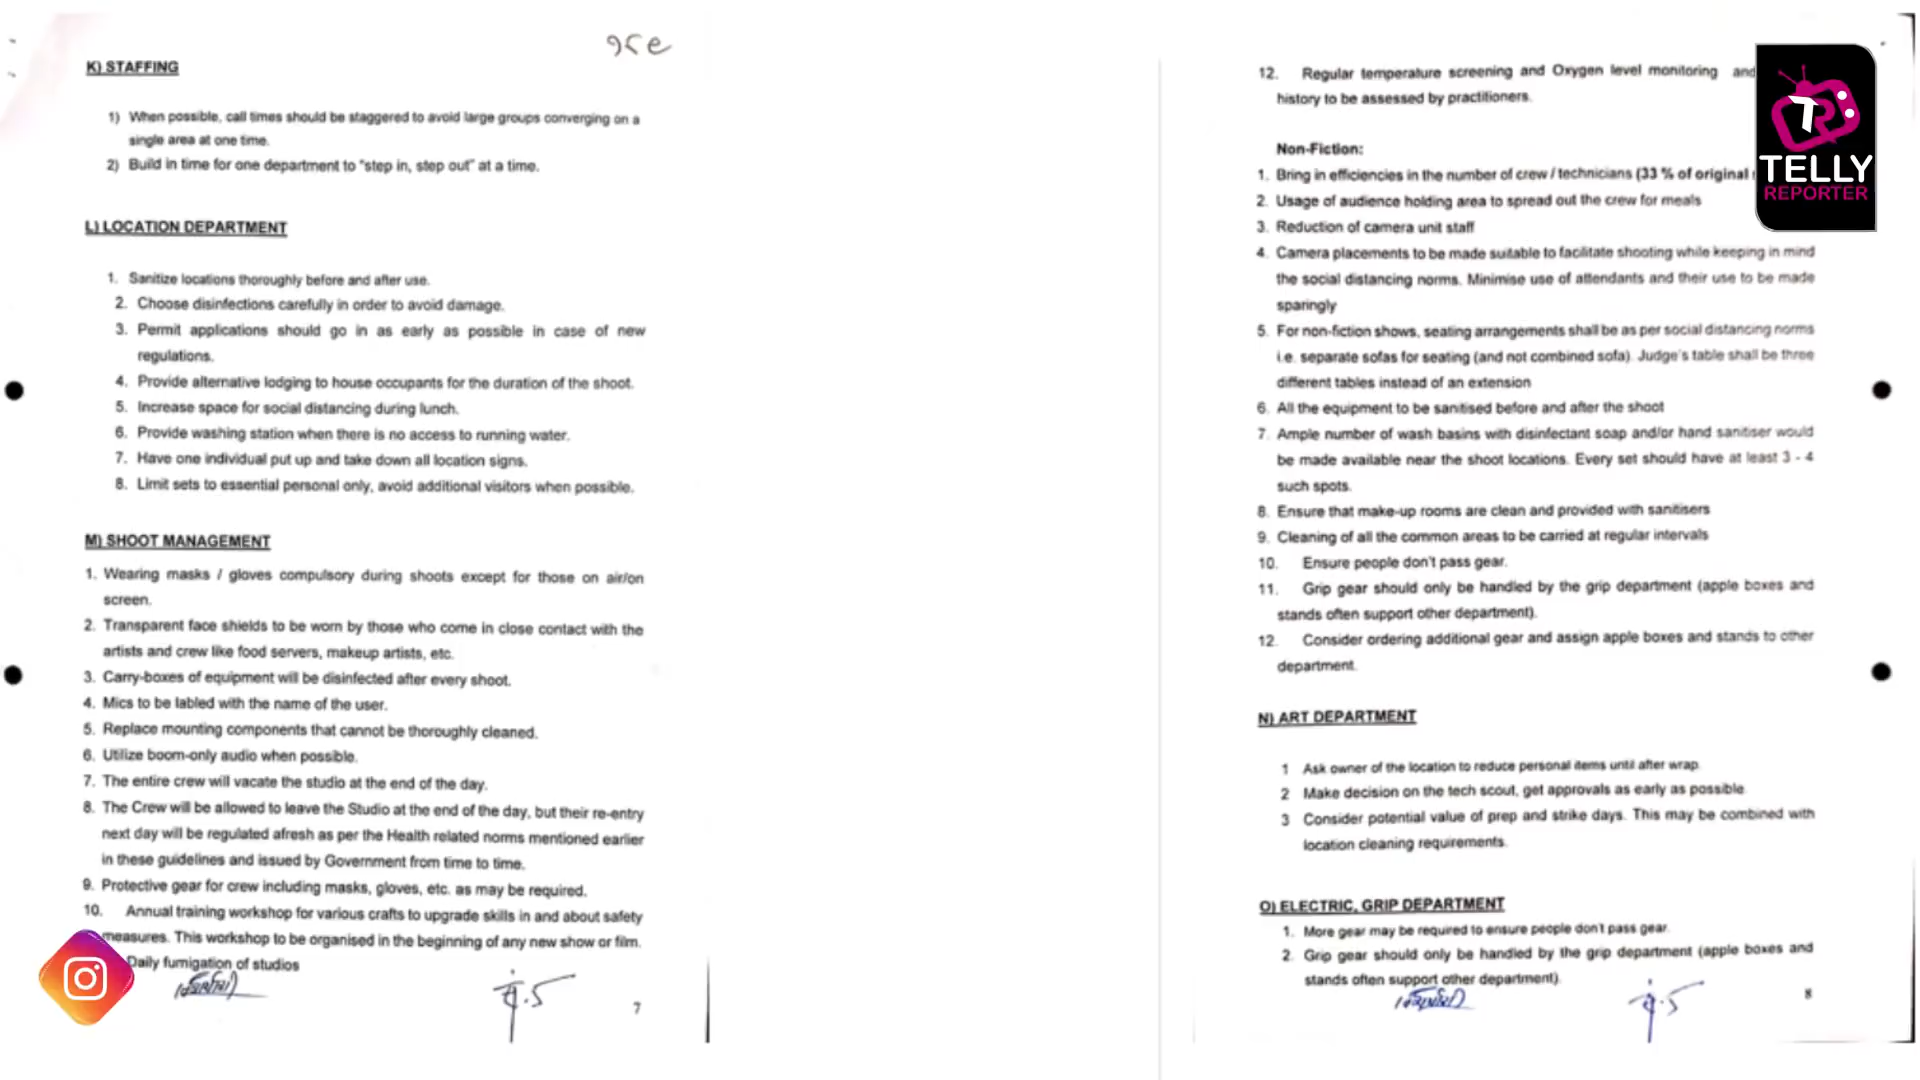 K) STAFFING
1) When possible, call times should be staggered to avoid large groups converging on a
single area at one time.
2) Build in time for one department to "step in, step out" at a time.
L) LOCATION DEPARTMENT
1. Sanitize locations thoroughly before and after use.
2. Choose disinfections carefully in order to avoid damage.
3. Permit applications should go in as early as possible in case of new
regulations.
4. Provide alternative lodging to house occupants for the duration of the shoot.
5. Increase space for social distancing during lunch.
6. Provide washing station when there is no access to running water.
7. Have one individual put up and take down all location signs.
8. Limit sets to essential personal only, avoid additional visitors when possible.
M) SHOOT MANAGEMENT
1. Wearing masks / gloves compulsory during shoots except for those on air/on
screen.
2. Transparent face shields to be worn by those who come in close contact with the
artists and crew like food servers, makeup artists, etc.
3. Carry-boxes of equipment will be disinfected after every shoot.
4. Mics to be labled with the name of the user.
5. Replace mounting components that cannot be thoroughly cleaned.
6. Utilize boom-only audio when possible.
7. The entire crew will vacate the studio at the end of the day.
8. The Crew will be allowed to leave the Studio at the end of the day, but their re-entry
next day will be regulated afresh as per the Health related norms mentioned earlier
in these guidelines and issued by Government from time to time.
9. Protective gear for crew including masks, gloves, etc. as may be required.
10. Annual training workshop for various crafts to upgrade skills in and about safety
measures. This workshop to be organised in the beginning of any new show or film.
Daily fumigation of studios
7
12. Regular temperature screening and Oxygen level monitoring and
history to be assessed by practitioners.
Non-Fiction:
1. Bring in efficiencies in the number of crew / technicians (33 % of original
2. Usage of audience holding area to spread out the crew for meals
3. Reduction of camera unit staff
4. Camera placements to be made suitable to facilitate shooting while keeping in mind
the social distancing norms. Minimise use of attendants and their use to be made
sparingly
5. For non-fiction shows, seating arrangements shall be as per social distancing norms
i.e. separate sofas for seating (and not combined sofa). Judge's table shall be three
different tables instead of an extension
6. All the equipment to be sanitised before and after the shoot
7. Ample number of wash basins with disinfectant soap and/or hand sanitiser would
be made available near the shoot locations. Every set should have at least 3 - 4
such spots.
8. Ensure that make-up rooms are clean and provided with sanitisers
9. Cleaning of all the common areas to be carried at regular intervals
10. Ensure people don't pass gear.
11. Grip gear should only be handled by the grip department (apple boxes and
stands often support other department).
12. Consider ordering additional gear and assign apple boxes and stands to other
department.
N) ART DEPARTMENT
1 Ask owner of the location to reduce personal items until after wrap.
2 Make decision on the tech scout, get approvals as early as possible.
3 Consider potential value of prep and strike days. This may be combined with
location cleaning requirements.
O) ELECTRIC, GRIP DEPARTMENT
1. More gear may be required to ensure people don't pass gear.
2. Grip gear should only be handled by the grip department (apple boxes and
stands often support other department).
8
TR
TELLY
REPORTER